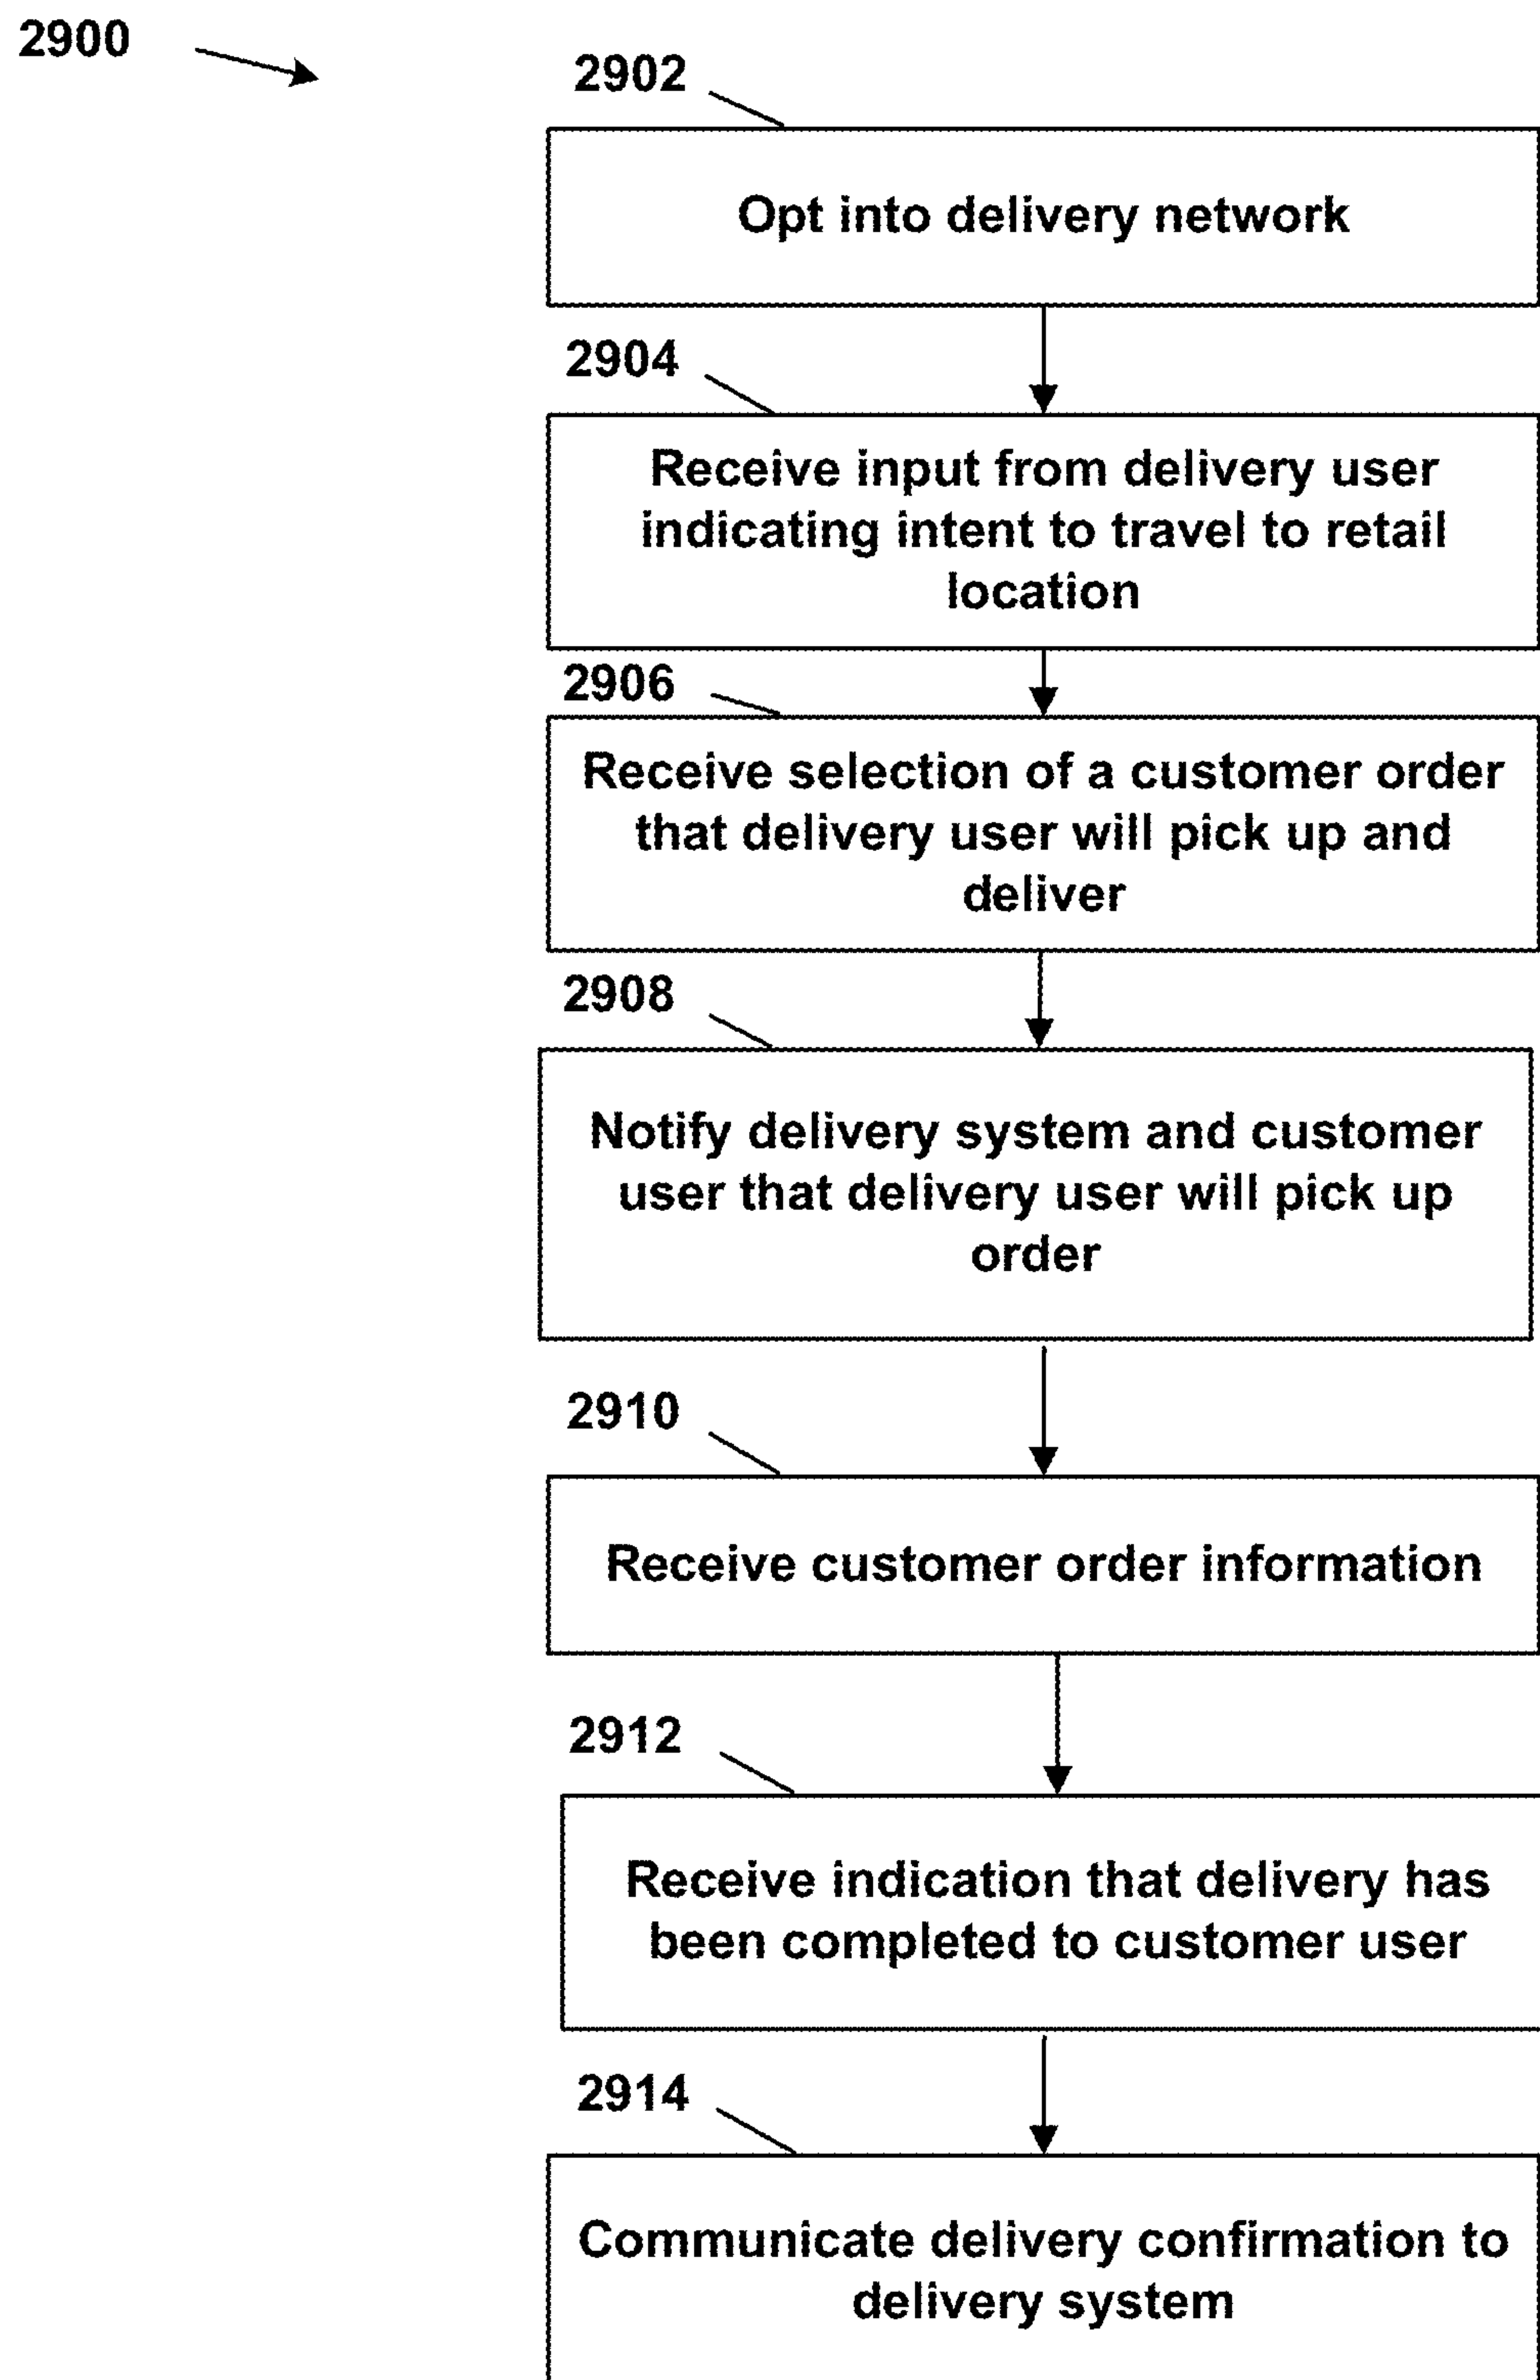 2900
2902
Opt into delivery network
2904
Receive input from delivery user
indicating intent to travel to retail
location
2906
Receive selection of a customer order
that delivery user will pick up and
deliver
2908
Notify delivery system and customer
user that delivery user will pick up
order
2910
Receive customer order information
2912
Receive indication that delivery has
been completed to customer user
2914
Communicate delivery confirmation to
delivery system